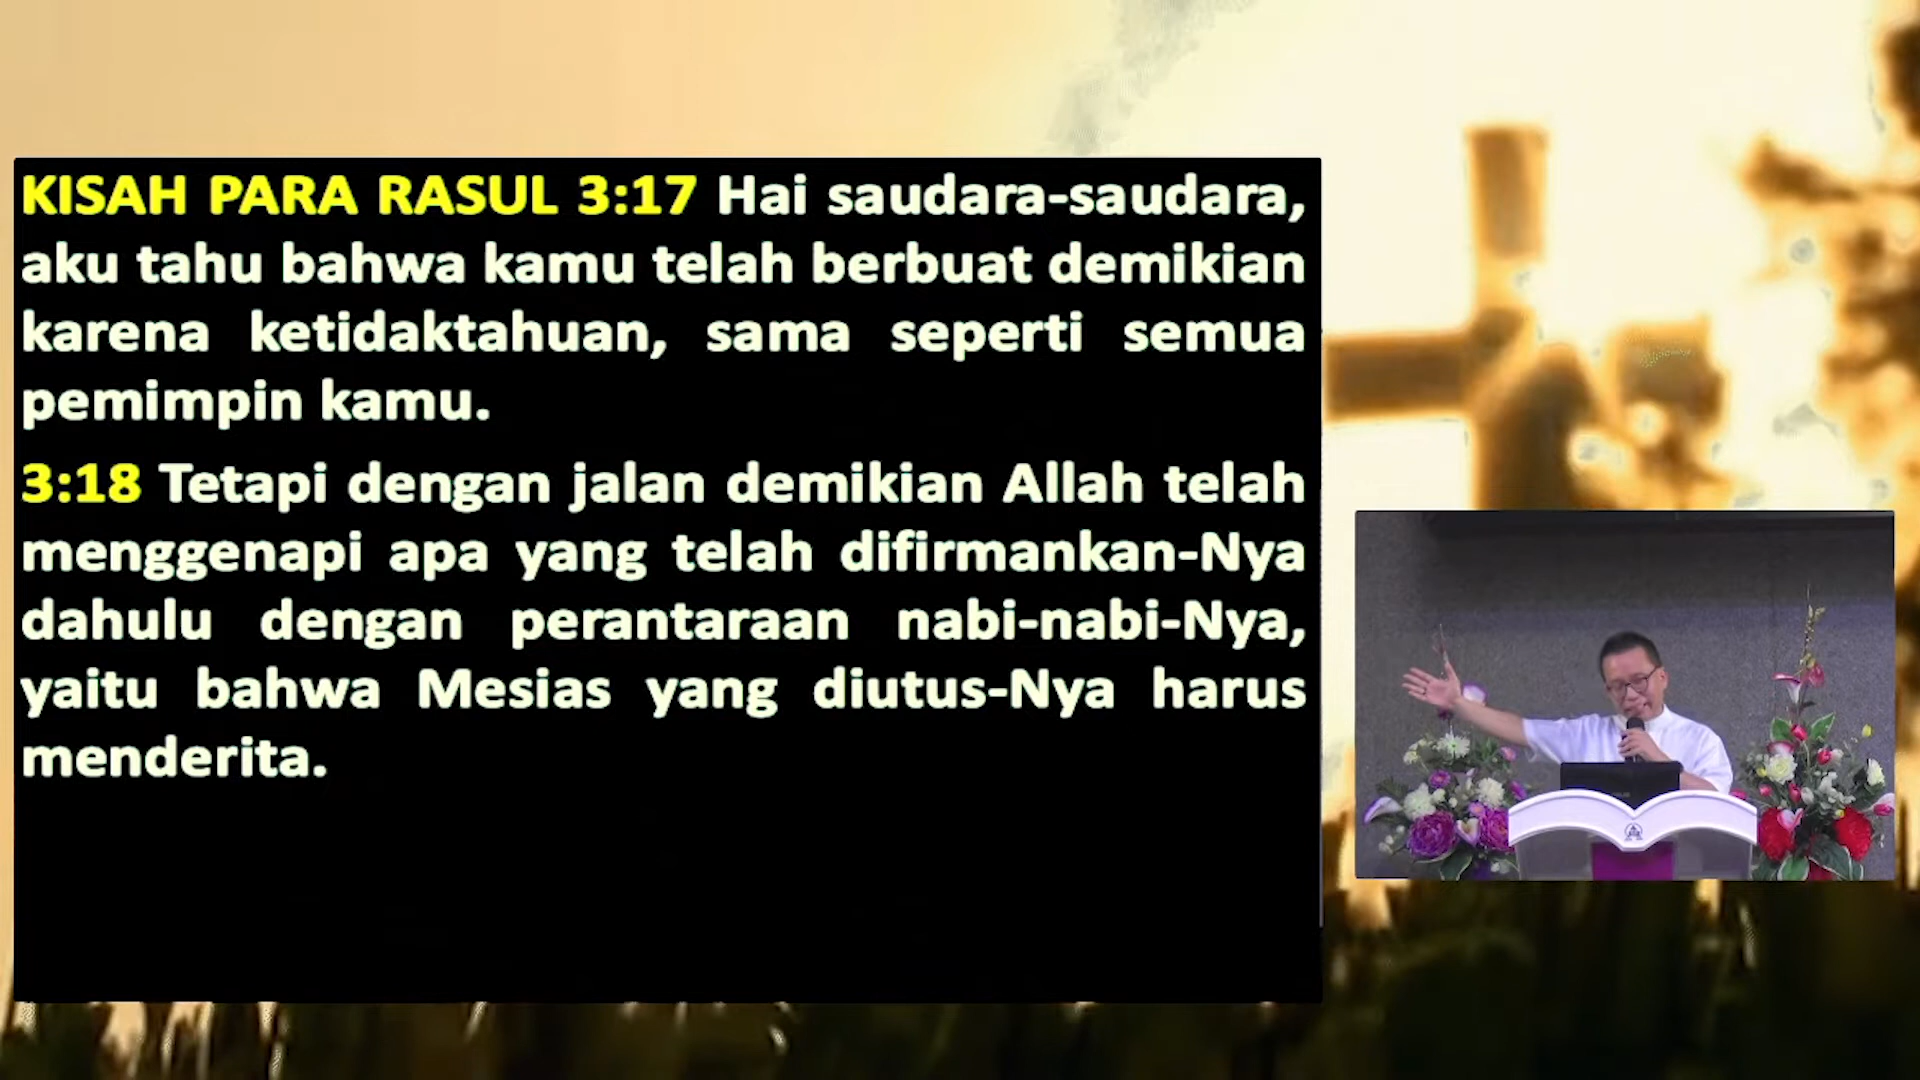 KISAH PARA RASUL 3:17 Hai saudara-saudara,
aku tahu bahwa kamu telah berbuat demikian
karena ketidaktahuan, sama seperti semua
pemimpin kamu.
3:18 Tetapi dengan jalan demikian Allah telah
menggenapi apa yang telah difirmankan-Nya
dahulu dengan perantaraan nabi-nabi-Nya,
yaitu bahwa Mesias yang diutus-Nya harus
menderita.